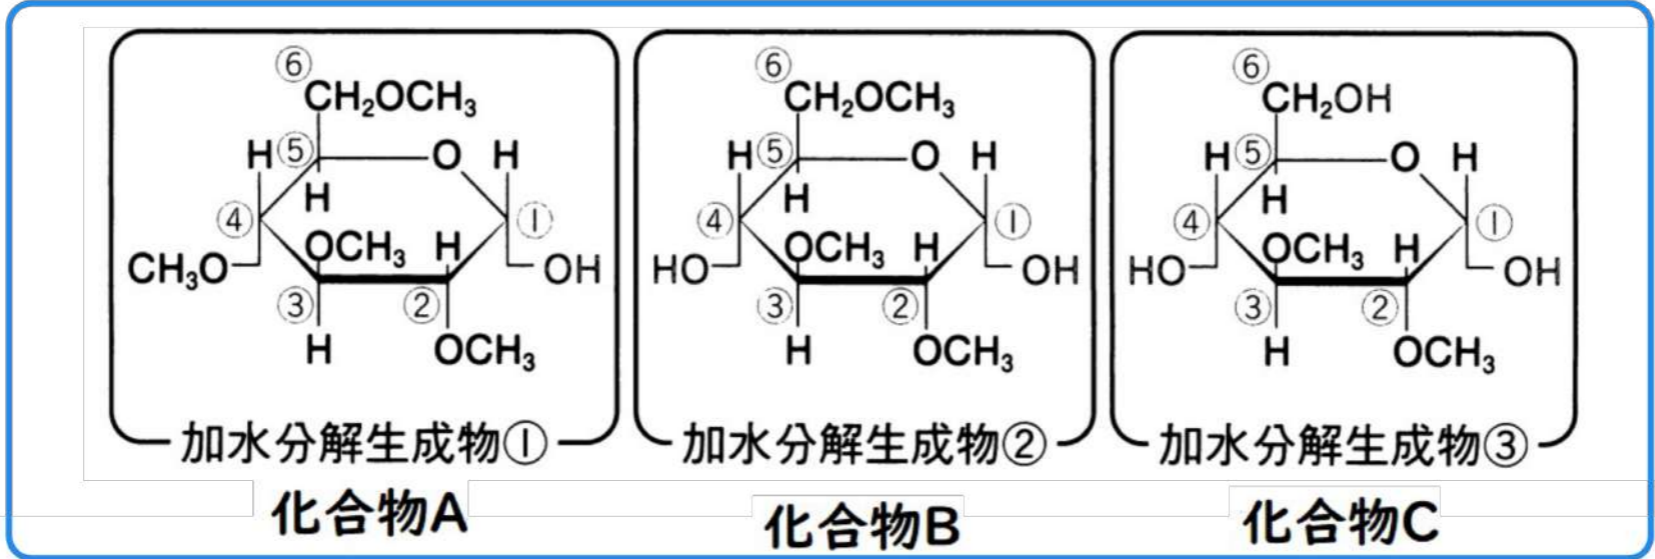 ⑥
CH₂OCH₃
H ⑤ O H
H
④ ①
OCH₃ H
CH₃O OH
③ ②
H OCH₃
加水分解生成物①
化合物A
⑥
CH₂OCH₃
H ⑤ O H
H
④ ①
OCH₃ H
HO OH
③ ②
H OCH₃
加水分解生成物②
化合物B
⑥
CH₂OH
H ⑤ O H
H
④ ①
OCH₃ H
HO OH
③ ②
H OCH₃
加水分解生成物③
化合物C